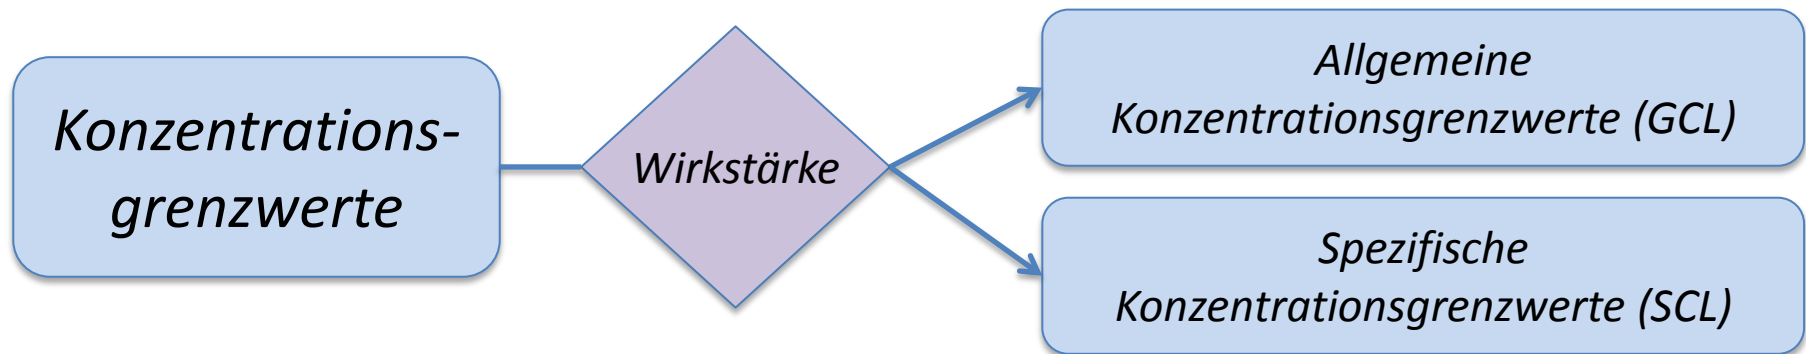 Konzentrations-
grenzwerte
Wirkstärke
Allgemeine
Konzentrationsgrenzwerte (GCL)
Spezifische
Konzentrationsgrenzwerte (SCL)